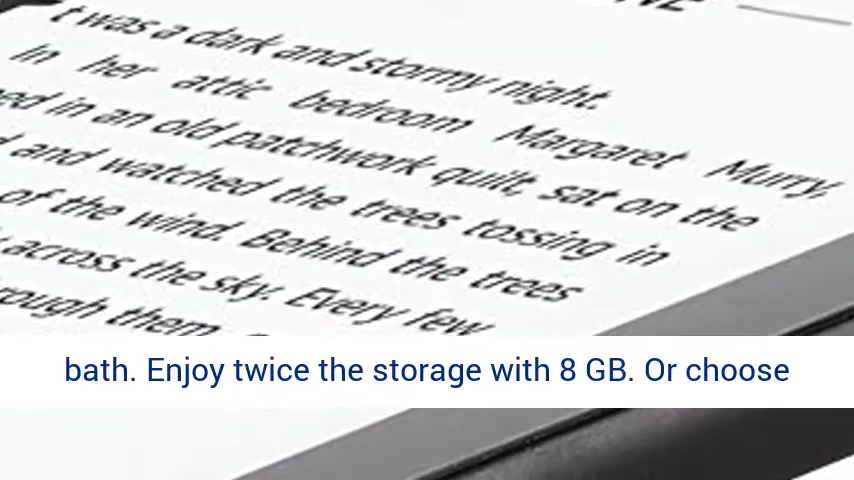 t was a dark and stormy night.
In her attic bedroom Margaret Murry,
ed in an old patchwork quilt, sat on the
and watched the trees tossing in
of the wind. Behind the trees
across the sky. Every few
rough them
bath. Enjoy twice the storage with 8 GB. Or choose